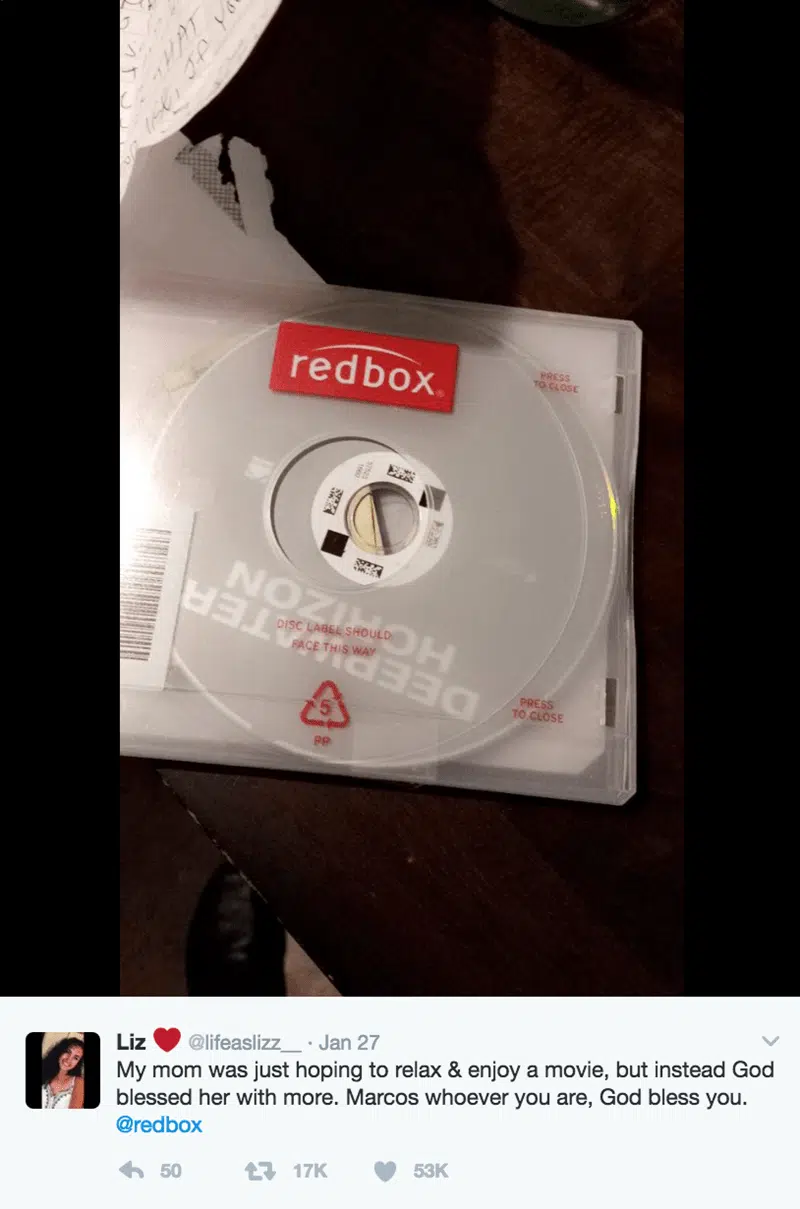 THAT
redbox
PRESS
TO CLOSE
DEEPWATER
HORIZON
DISC LABEL SHOULD
FACE THIS WAY
5
PP
PRESS
TO CLOSE
Liz ❤ @lifeaslizz__ · Jan 27
My mom was just hoping to relax & enjoy a movie, but instead God
blessed her with more. Marcos whoever you are, God bless you.
@redbox
50 17K 53K